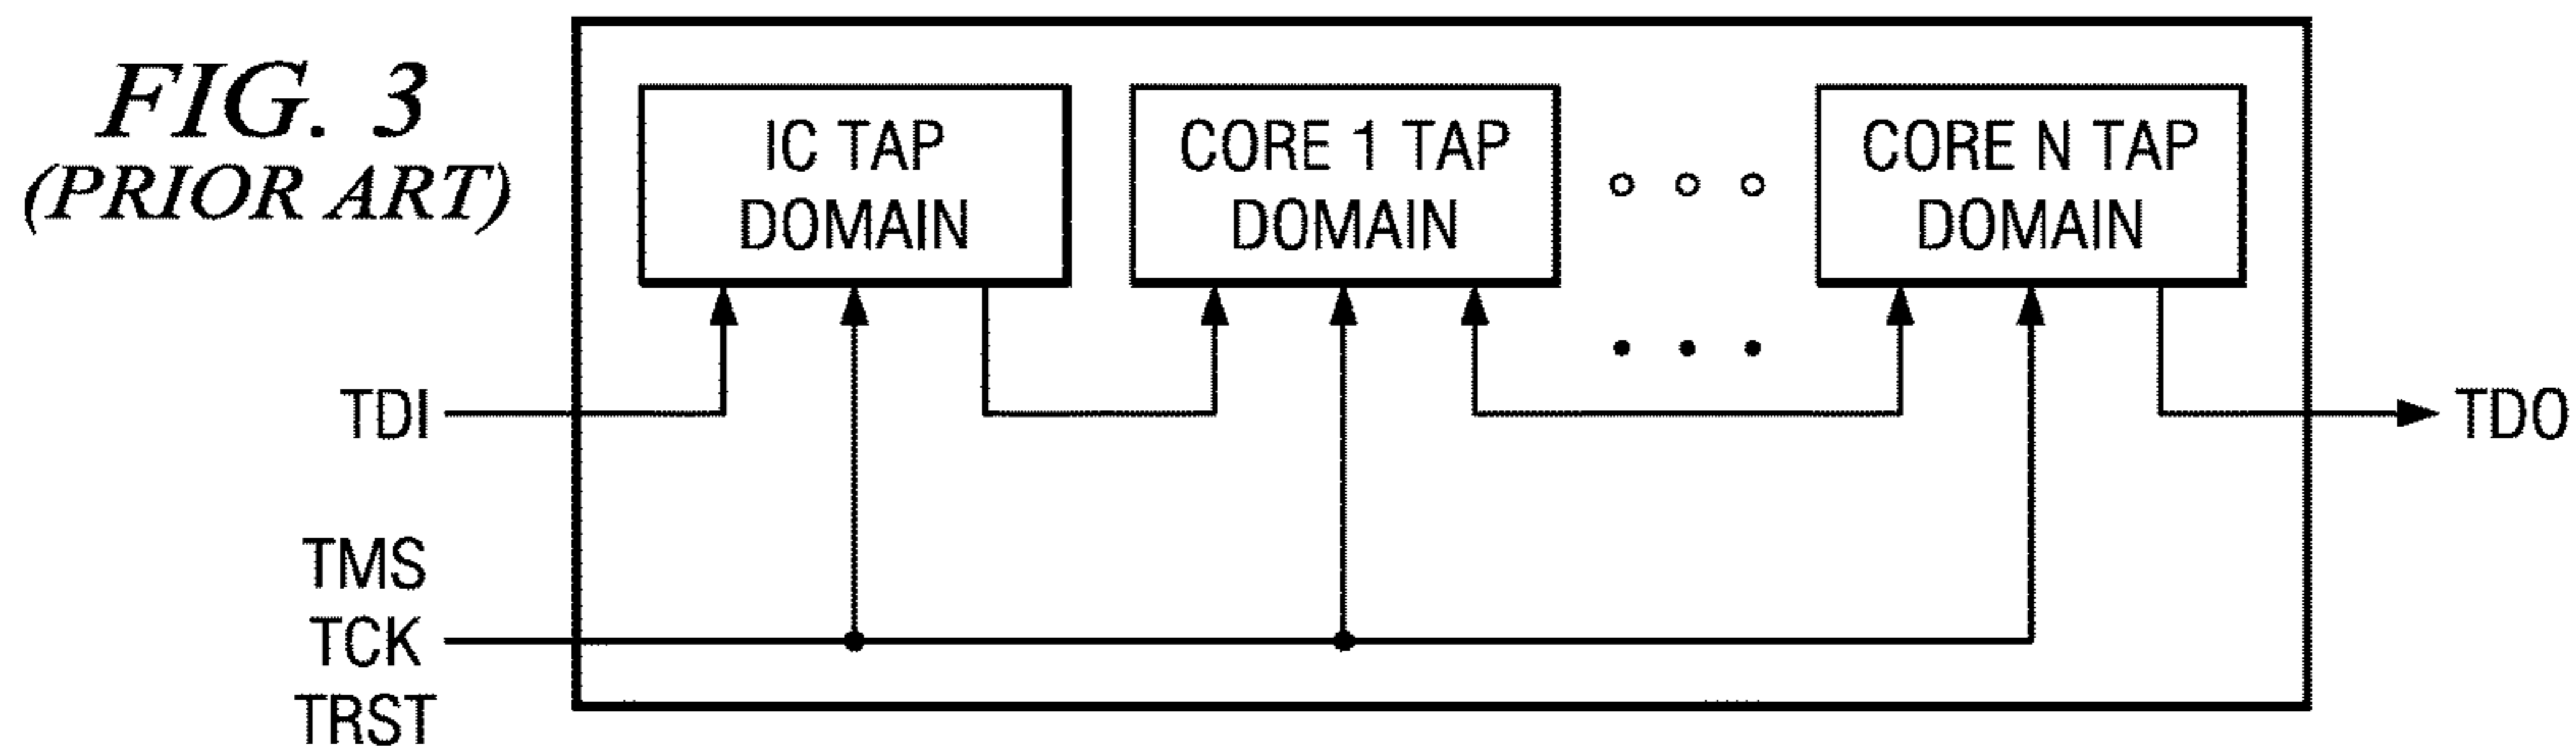 FIG. 3
(PRIOR ART)
IC TAP
DOMAIN
CORE 1 TAP
DOMAIN
CORE N TAP
DOMAIN
TDI
TDO
TMS
TCK
TRST